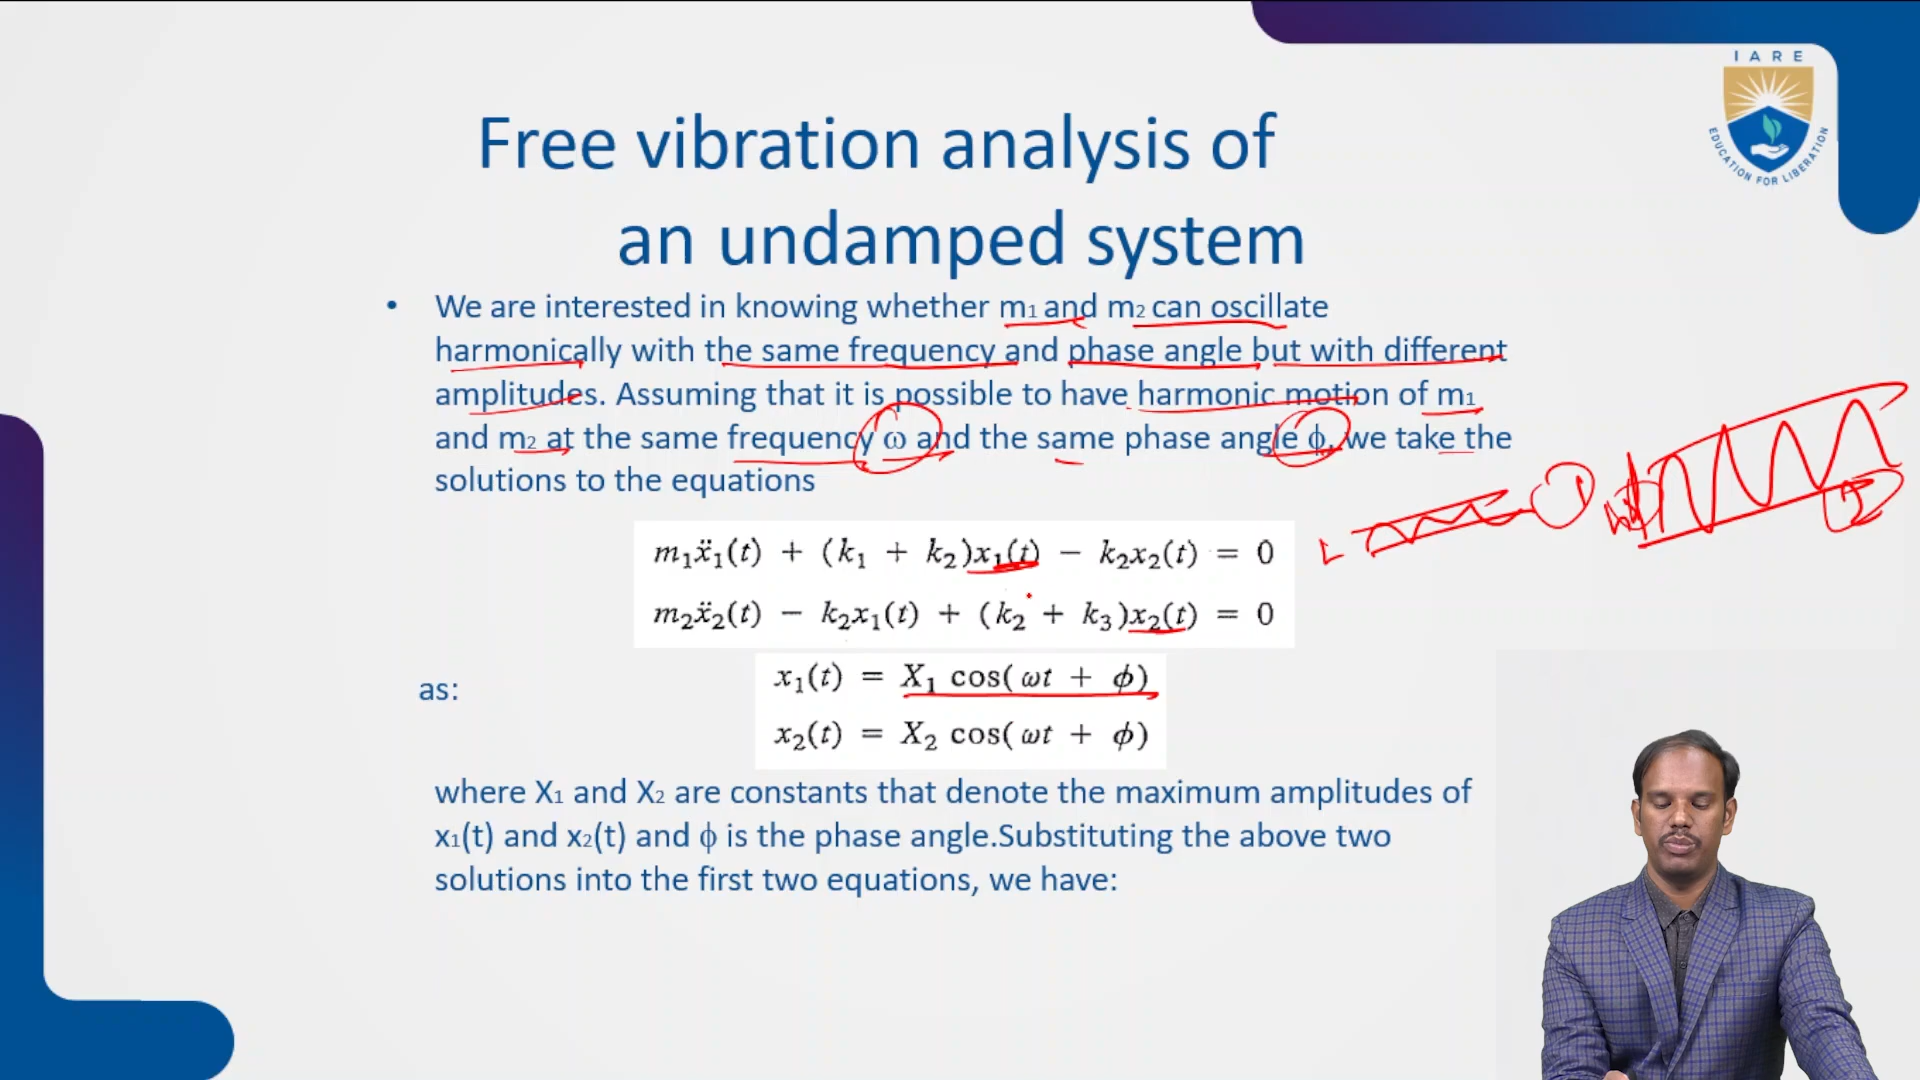 IARE
EDUCATION FOR LIBERATION
Free vibration analysis of
an undamped system
• We are interested in knowing whether m₁ and m₂ can oscillate
harmonically with the same frequency and phase angle but with different
amplitudes. Assuming that it is possible to have harmonic motion of m₁
and m₂ at the same frequency ω and the same phase angle ϕ, we take the
solutions to the equations
m₁ẍ₁(t) + (k₁ + k₂)x₁(t) − k₂x₂(t) = 0
m₂ẍ₂(t) − k₂x₁(t) + (k₂ + k₃)x₂(t) = 0
as:
x₁(t) = X₁ cos(ωt + ϕ)
x₂(t) = X₂ cos(ωt + ϕ)
where X₁ and X₂ are constants that denote the maximum amplitudes of
x₁(t) and x₂(t) and ϕ is the phase angle.Substituting the above two
solutions into the first two equations, we have:
1
2